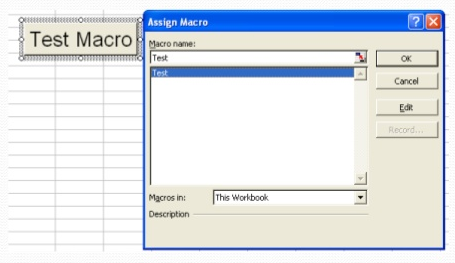 Test Macro
Assign Macro
Macro name:
Test
Test
OK
Cancel
Edit
Record...
Macros in:
This Workbook
Description